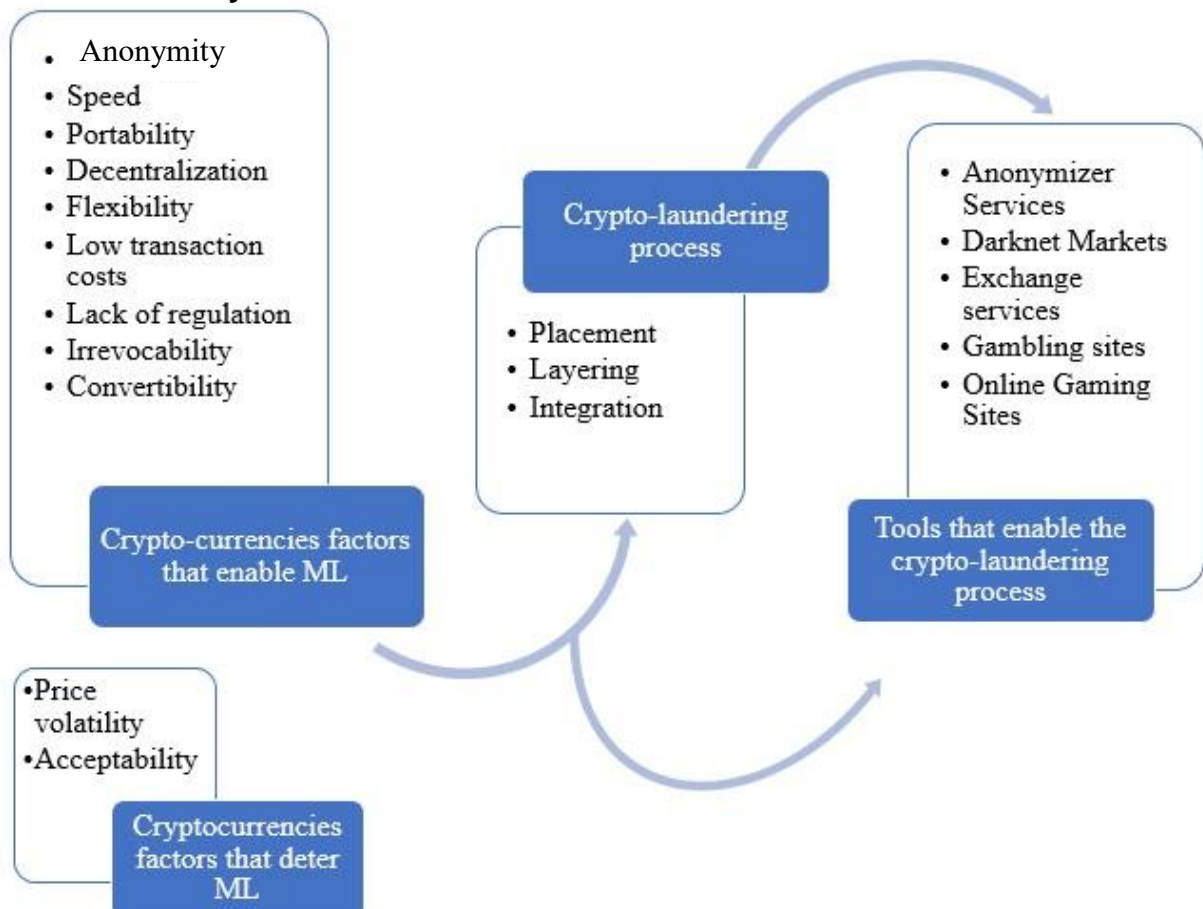 • Anonymity
• Speed
• Portability
• Decentralization
• Flexibility
• Low transaction
costs
• Lack of regulation
• Irrevocability
• Convertibility
Crypto-currencies factors
that enable ML
•Price
volatility
•Acceptability
Cryptocurrencies
factors that deter
ML
Crypto-laundering
process
• Placement
• Layering
• Integration
• Anonymizer
Services
• Darknet Markets
• Exchange
services
• Gambling sites
• Online Gaming
Sites
Tools that enable the
crypto-laundering
process